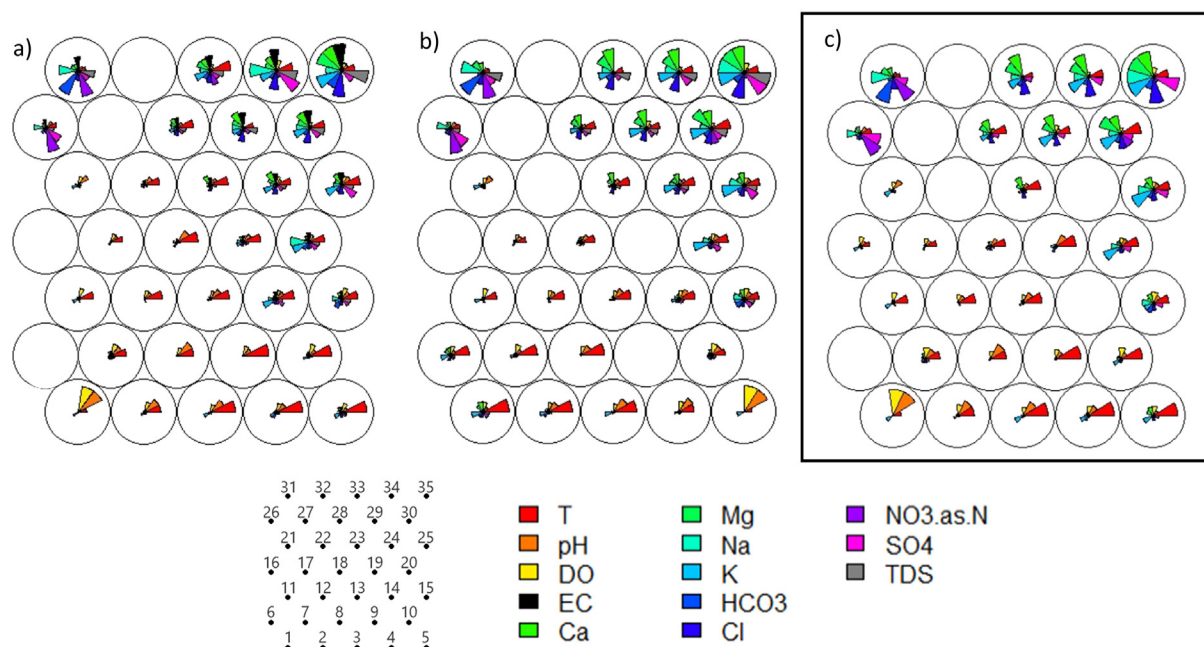 a)
b)
c)
31 32 33 34 35
26 27 28 29 30
21 22 23 24 25
16 17 18 19 20
11 12 13 14 15
6 7 8 9 10
1 2 3 4 5
T
pH
DO
EC
Ca
Mg
Na
K
HCO3
Cl
NO3.as.N
SO4
TDS